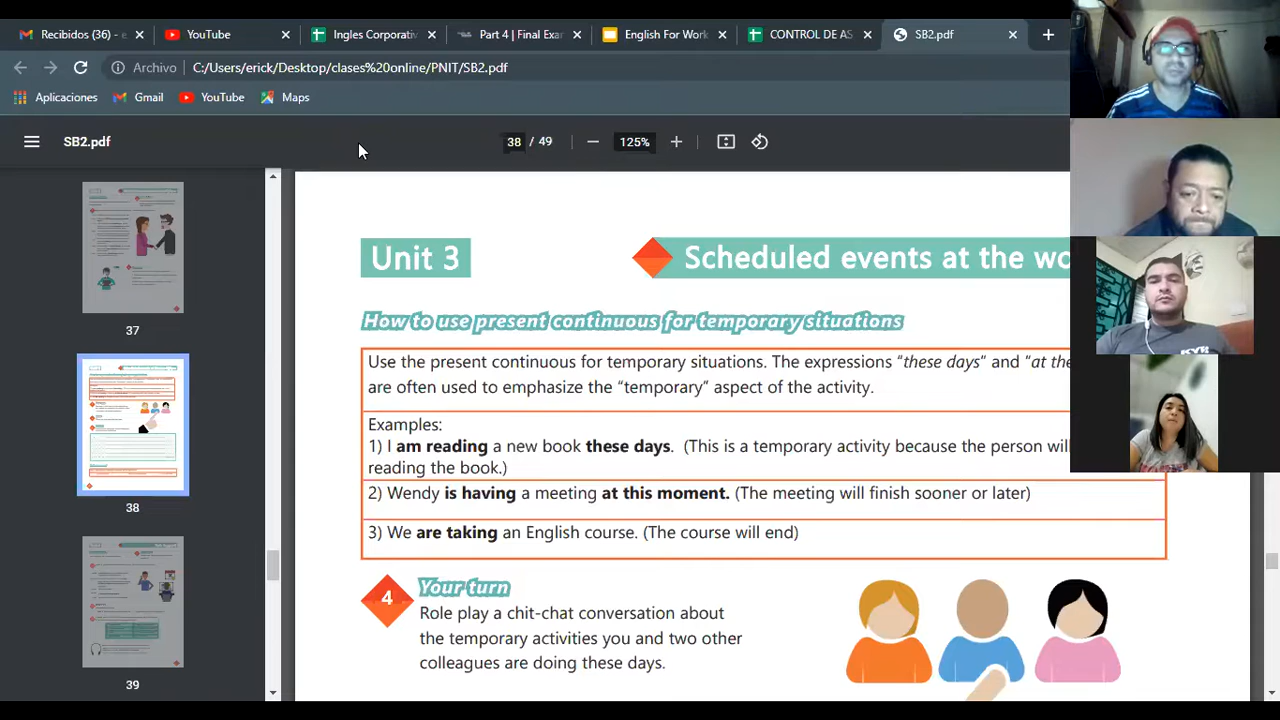 Recibidos (36) - e
YouTube
Ingles Corporativ
Part 4 | Final Exar
English For Work
CONTROL DE AS
SB2.pdf
Archivo
C:/Users/erick/Desktop/clases%20online/PNIT/SB2.pdf
Aplicaciones
Gmail
YouTube
Maps
SB2.pdf
38 / 49
125%
37
38
39
Unit 3
Scheduled events at the wo
How to use present continuous for temporary situations
Use the present continuous for temporary situations. The expressions "these days" and "at the
are often used to emphasize the "temporary" aspect of the activity.
Examples:
1) I am reading a new book these days. (This is a temporary activity because the person will
reading the book.)
2) Wendy is having a meeting at this moment. (The meeting will finish sooner or later)
3) We are taking an English course. (The course will end)
4
Your turn
Role play a chit-chat conversation about
the temporary activities you and two other
colleagues are doing these days.